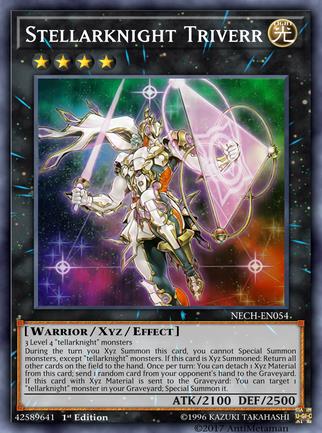 Stellarknight Triverr
LIGHT
光
NECH-EN054
[Warrior/Xyz/Effect]
3 Level 4 "tellarknight" monsters
During the turn you Xyz Summon this card, you cannot Special Summon
monsters, except "tellarknight" monsters. If this card is Xyz Summoned: Return all
other cards on the field to the hand. Once per turn: You can detach 1 Xyz Material
from this card; send 1 random card from your opponent's hand to the Graveyard.
If this card with Xyz Material is sent to the Graveyard: You can target 1
"tellarknight" monster in your Graveyard; Special Summon it.
ATK/2100 DEF/2500
42589641 1st Edition ©1996 KAZUKI TAKAHASHI
©2017 AntiMetaman